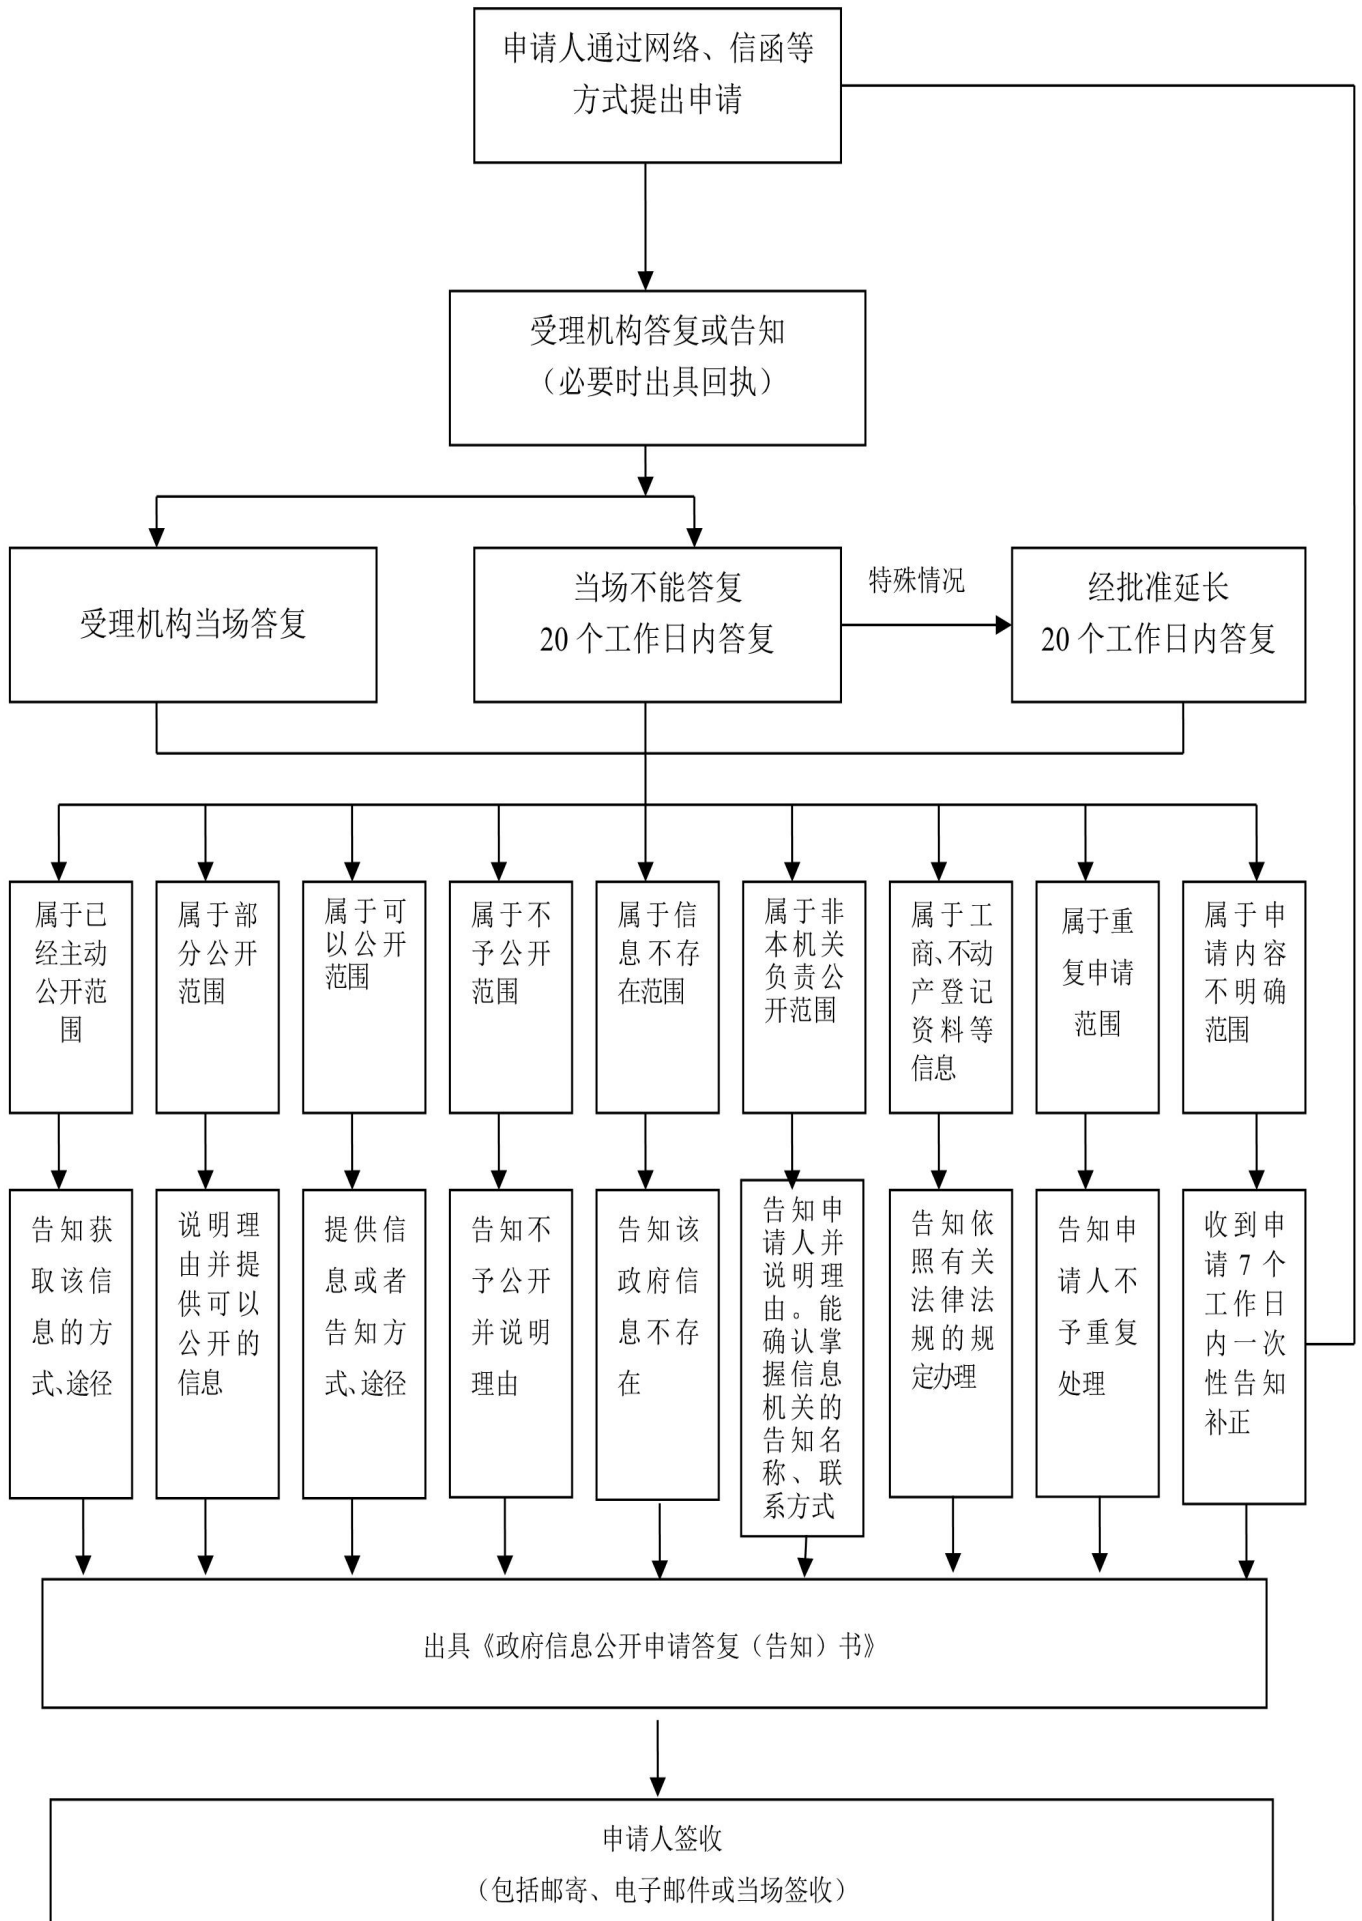 申请人通过网络、信函等
方式提出申请
受理机构答复或告知
（必要时出具回执）
受理机构当场答复
当场不能答复
20 个工作日内答复
特殊情况
经批准延长
20 个工作日内答复
属于已
经主动
公开范
围
属于部
分公开
范围
属于可
以公开
范围
属于不
予公开
范围
属于信
息不存
在范围
属于非
本机关
负责公
开范围
属于工
商、不动
产登记
资料等
信息
属于重
复申请
范围
属于申
请内容
不明确
范围
告知获
取该信
息的方
式、途径
说明理
由并提
供可以
公开的
信息
提供信
息或者
告知方
式、途径
告知不
予公开
并说明
理由
告知该
政府信
息不存
在
告知申
请人并
说明理
由。能
确认掌
握信息
机关的
告知名
称、联
系方式
告知依
照有关
法律法
规的规
定办理
告知申
请人不
予重复
处理
收到申
请 7 个
工作日
内一次
性告知
补正
出具《政府信息公开申请答复（告知）书》
申请人签收
（包括邮寄、电子邮件或当场签收）